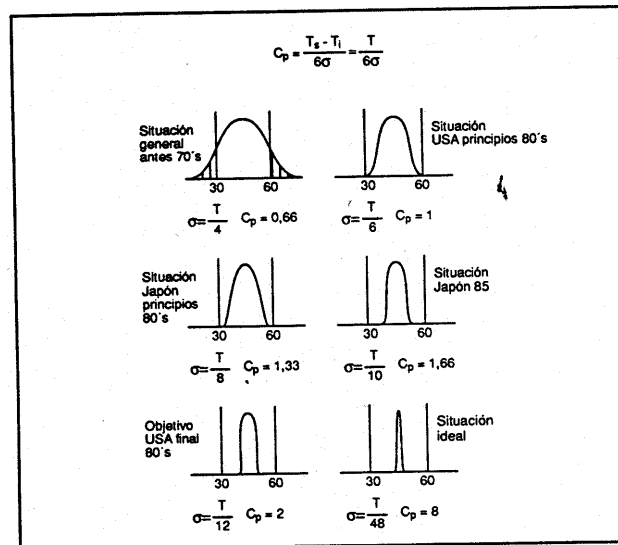 Cp = Ts - Ti / 6σ = T / 6σ
Situación
general
antes 70´s
30 60
σ= T/4 Cp = 0,66
Situación
USA principios 80´s
30 60
σ= T/6 Cp = 1
Situación
Japón
principios
80´s
30 60
σ= T/8 Cp = 1,33
Situación
Japón 85
30 60
σ= T/10 Cp = 1,66
Objetivo
USA final
80´s
30 60
σ= T/12 Cp = 2
Situación
ideal
30 60
σ= T/48 Cp = 8